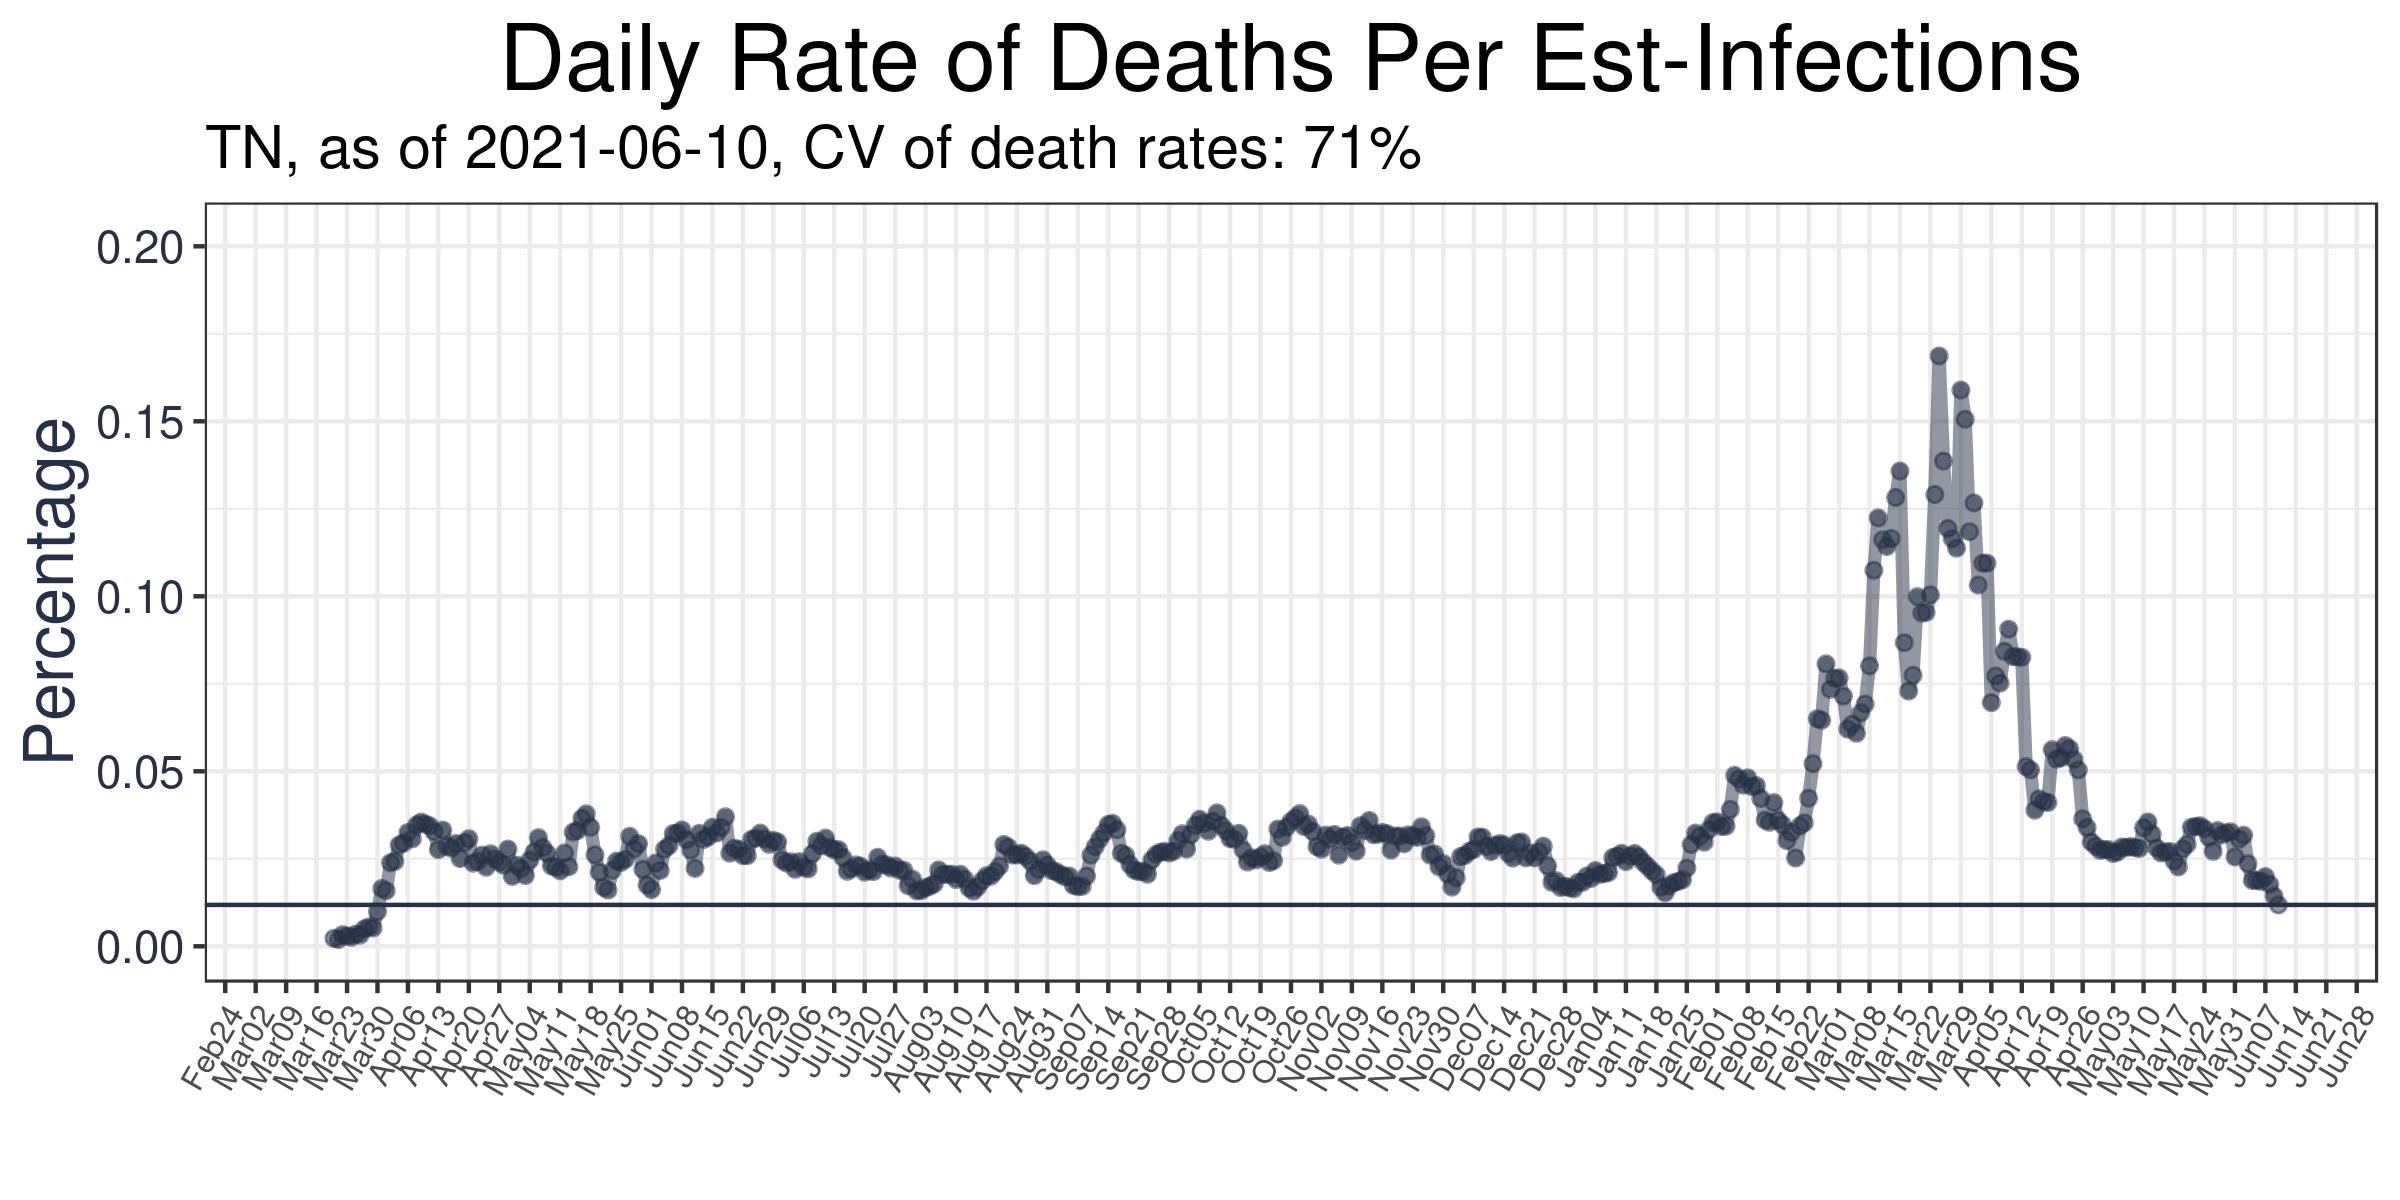 Daily Rate of Deaths Per Est-Infections
TN, as of 2021-06-10, CV of death rates: 71%
Percentage
0.20
0.15
0.10
0.05
0.00
Feb24
Mar02
Mar09
Mar16
Mar23
Mar30
Apr06
Apr13
Apr20
Apr27
May04
May11
May18
May25
Jun01
Jun08
Jun15
Jun22
Jun29
Jul06
Jul13
Jul20
Jul27
Aug03
Aug10
Aug17
Aug24
Aug31
Sep07
Sep14
Sep21
Sep28
Oct05
Oct12
Oct19
Oct26
Nov02
Nov09
Nov16
Nov23
Nov30
Dec07
Dec14
Dec21
Dec28
Jan04
Jan11
Jan18
Jan25
Feb01
Feb08
Feb15
Feb22
Mar01
Mar08
Mar15
Mar22
Mar29
Apr05
Apr12
Apr19
Apr26
May03
May10
May17
May24
May31
Jun07
Jun14
Jun21
Jun28